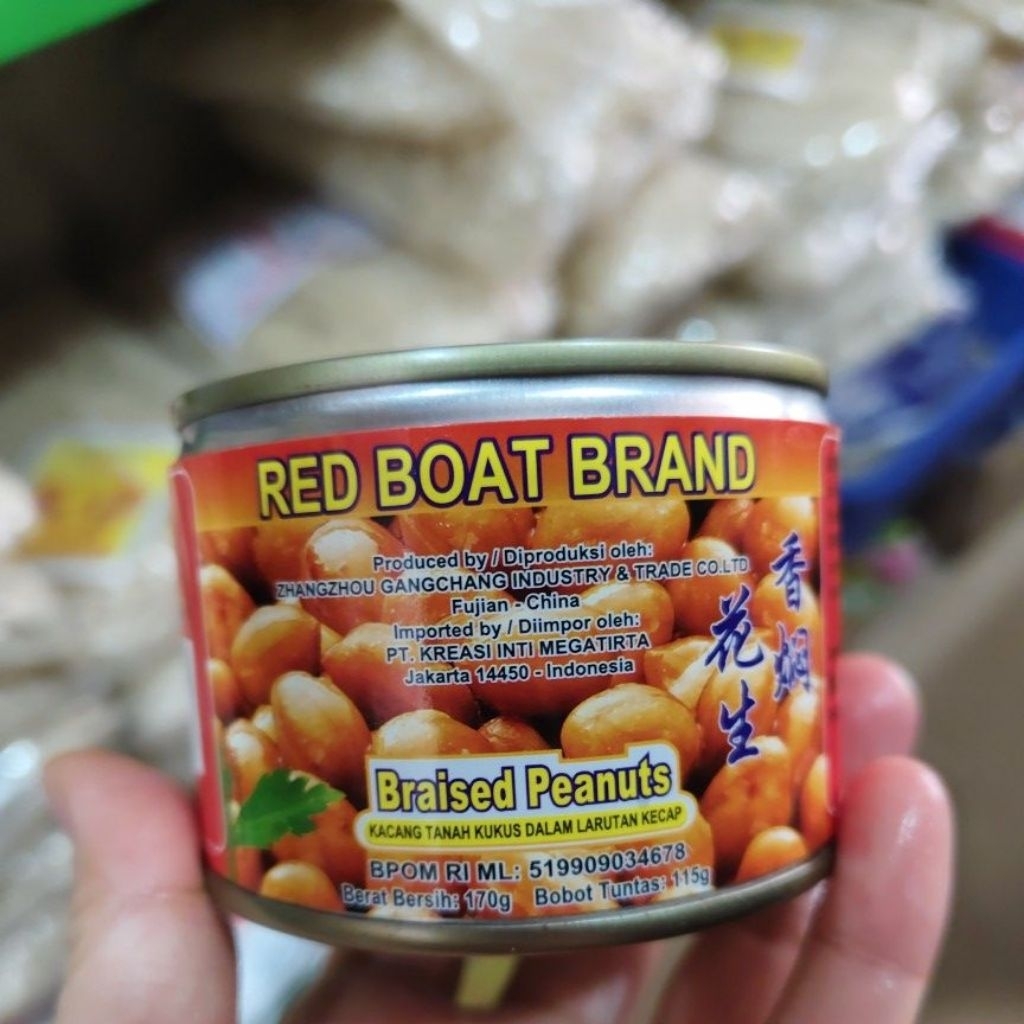 RED BOAT BRAND
Produced by / Diproduksi oleh:
ZHANGZHOU GANGCHANG INDUSTRY & TRADE CO.LTD
Fujian - China
Imported by / Diimpor oleh:
PT. KREASI INTI MEGATIRTA
Jakarta 14450 - Indonesia
香焖
花生
Braised Peanuts
KACANG TANAH KUKUS DALAM LARUTAN KECAP
BPOM RI ML: 519909034678
Berat Bersih: 170g Bobot Tuntas: 115g